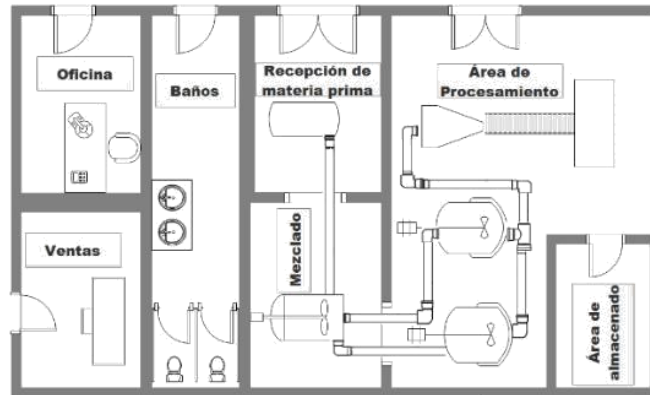 Oficina
Baños
Recepción de
materia prima
Área de
Procesamiento
Ventas
Mezclado
Área de
almacenado